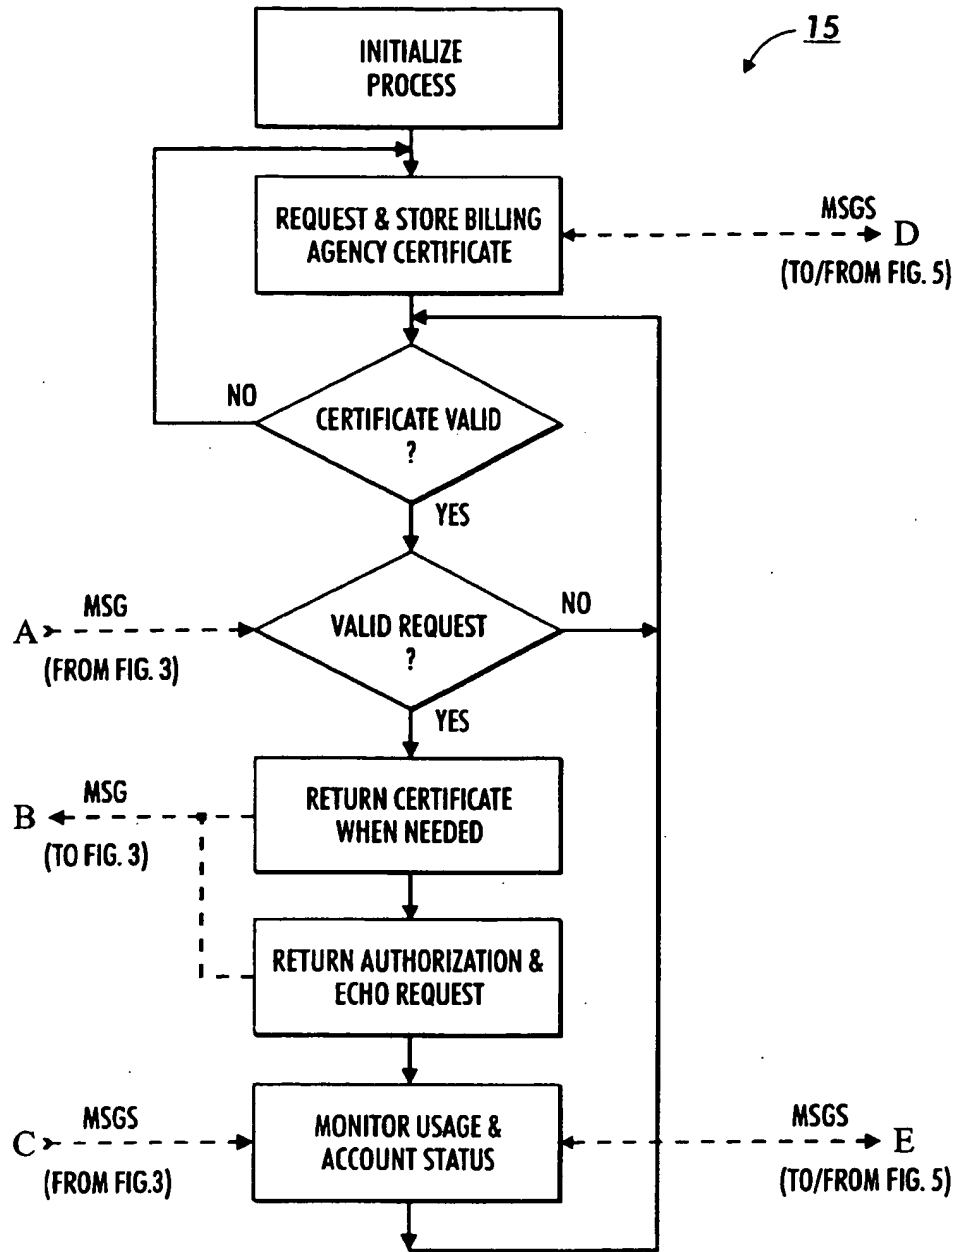 15
INITIALIZE
PROCESS
REQUEST & STORE BILLING
AGENCY CERTIFICATE
MSGS
D
(TO/FROM FIG. 5)
NO
CERTIFICATE VALID
?
YES
A
MSG
(FROM FIG. 3)
VALID REQUEST
?
NO
YES
B
MSG
(TO FIG. 3)
RETURN CERTIFICATE
WHEN NEEDED
RETURN AUTHORIZATION &
ECHO REQUEST
C
MSGS
(FROM FIG.3)
MONITOR USAGE &
ACCOUNT STATUS
MSGS
E
(TO/FROM FIG. 5)